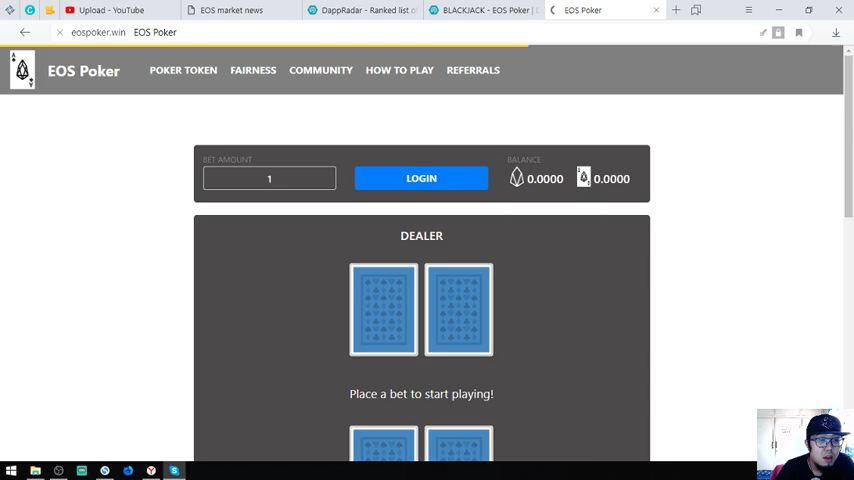 Upload - YouTube
EOS market news
DappRadar - Ranked list o
BLACKJACK - EOS Poker | D
EOS Poker
eospoker.win EOS Poker
EOS Poker
POKER TOKEN
FAIRNESS
COMMUNITY
HOW TO PLAY
REFERRALS
BET AMOUNT
BALANCE
1
LOGIN
0.0000
0.0000
DEALER
Place a bet to start playing!